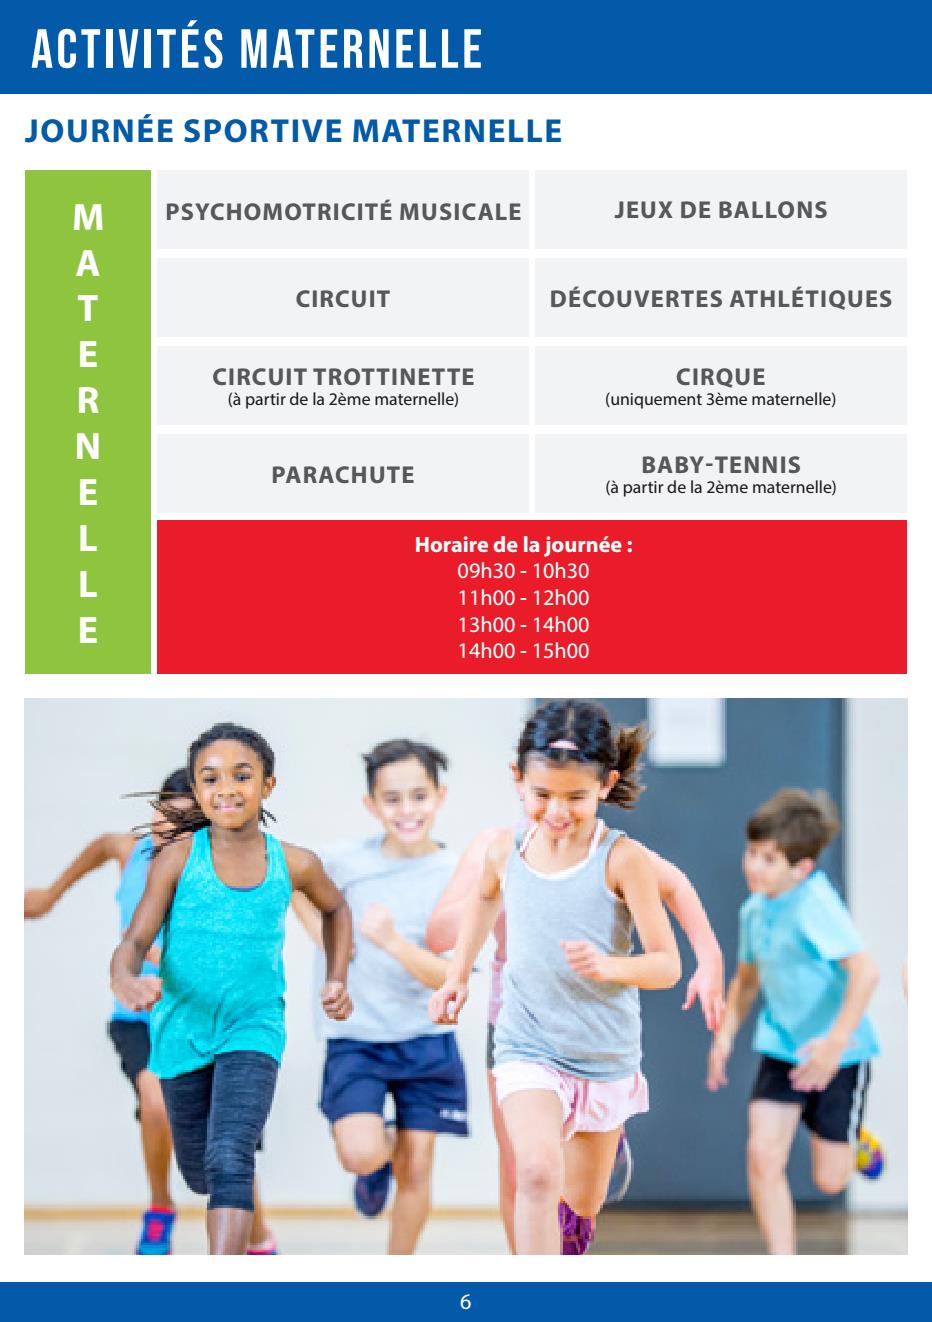 ACTIVITÉS MATERNELLE
JOURNÉE SPORTIVE MATERNELLE
MATERNELLE
PSYCHOMOTRICITÉ MUSICALE
JEUX DE BALLONS
CIRCUIT
DÉCOUVERTES ATHLÉTIQUES
CIRCUIT TROTTINETTE
(à partir de la 2ème maternelle)
CIRQUE
(uniquement 3ème maternelle)
PARACHUTE
BABY-TENNIS
(à partir de la 2ème maternelle)
Horaire de la journée :
09h30 - 10h30
11h00 - 12h00
13h00 - 14h00
14h00 - 15h00
6